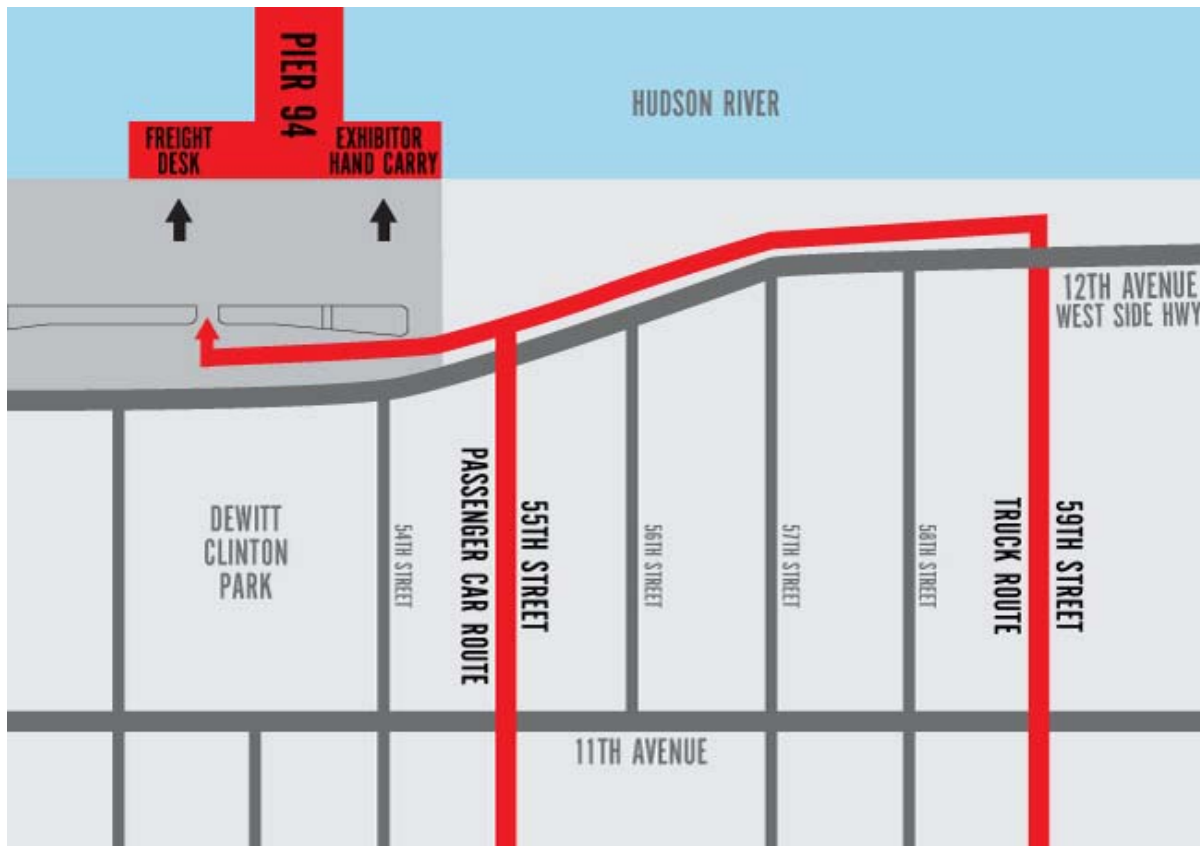 PIER 94
FREIGHT
DESK
EXHIBITOR
HAND CARRY
HUDSON RIVER
12TH AVENUE
WEST SIDE HWY
DEWITT
CLINTON
PARK
54TH STREET
PASSENGER CAR ROUTE
55TH STREET
56TH STREET
57TH STREET
58TH STREET
TRUCK ROUTE
59TH STREET
11TH AVENUE